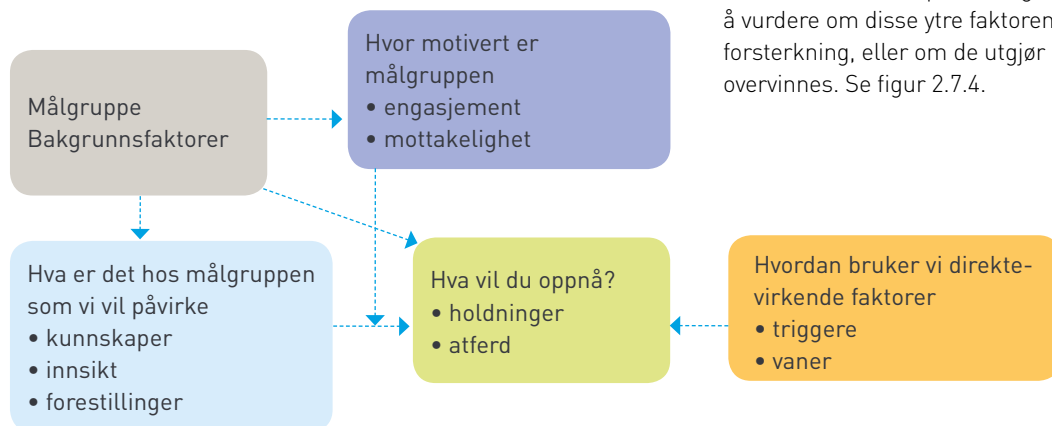 å vurdere om disse ytre faktoren
forsterkning, eller om de utgjør
overvinnes. Se figur 2.7.4.
Målgruppe
Bakgrunnsfaktorer
Hvor motivert er
målgruppen
• engasjement
• mottakelighet
Hva er det hos målgruppen
som vi vil påvirke
• kunnskaper
• innsikt
• forestillinger
Hva vil du oppnå?
• holdninger
• atferd
Hvordan bruker vi direkte-
virkende faktorer
• triggere
• vaner